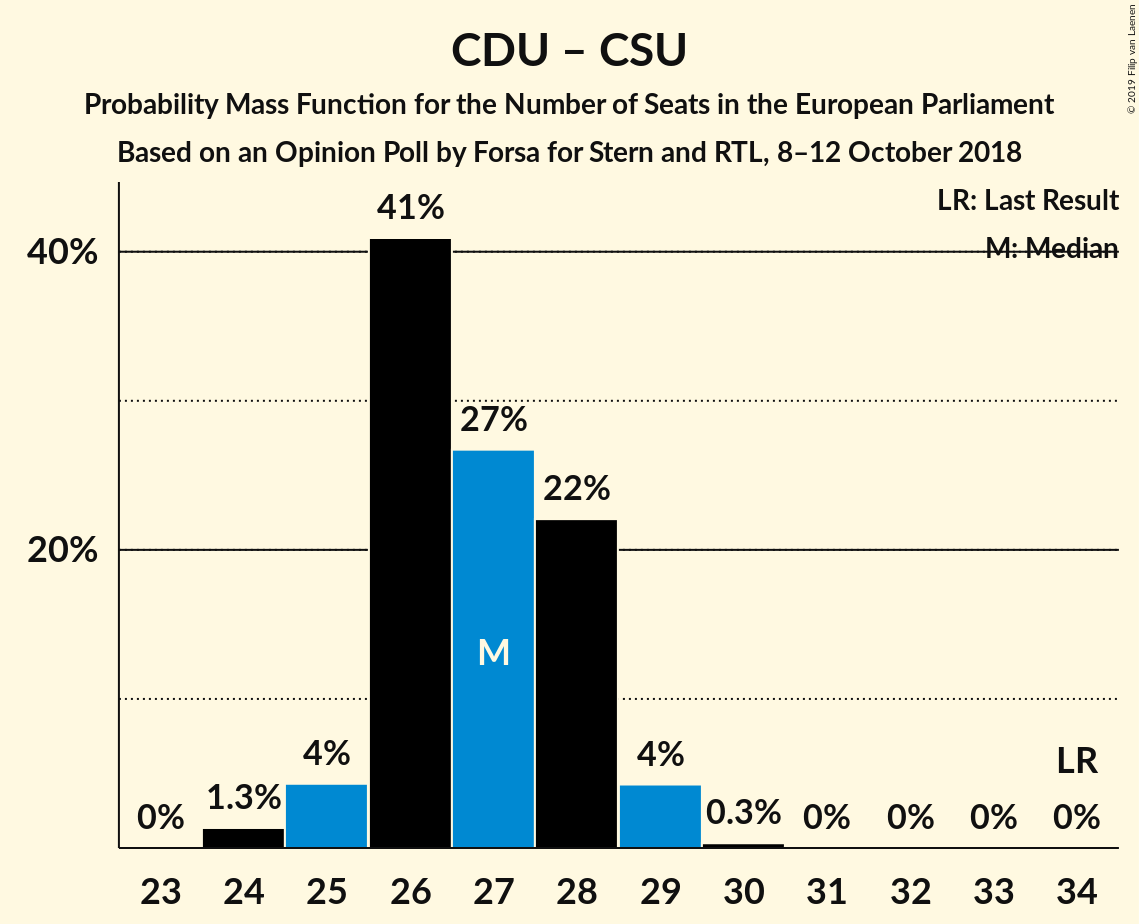 CDU – CSU
Probability Mass Function for the Number of Seats in the European Parliament
Based on an Opinion Poll by Forsa for Stern and RTL, 8–12 October 2018
© 2019 Filip van Laenen
LR: Last Result
M: Median
40%
20%
0%
1.3%
4%
41%
27%
22%
4%
0.3%
0%
0%
0%
0%
LR
M
23 24 25 26 27 28 29 30 31 32 33 34